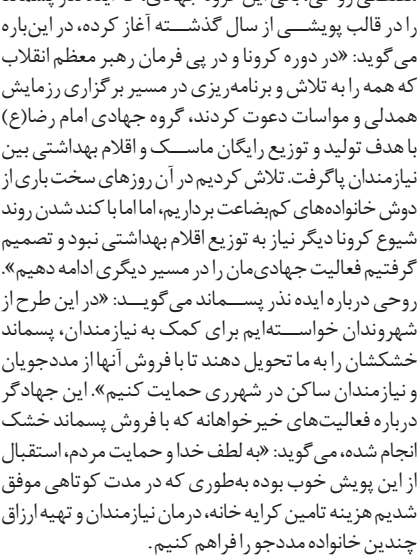 را در قالب پویشی از سال گذشته آغاز کرده، در این‌باره
می‌گوید: «در دوره کرونا و در پی فرمان رهبر معظم انقلاب
که همه را به تلاش و برنامه‌ریزی در مسیر برگزاری رزمایش
همدلی و مواسات دعوت کردند، گروه جهادی امام رضا(ع)
با هدف تولید و توزیع رایگان ماسک و اقلام بهداشتی بین
نیازمندان پاگرفت. تلاش کردیم در آن روزهای سخت باری از
دوش خانواده‌های کم‌بضاعت برداریم، اما اما با کند شدن روند
شیوع کرونا دیگر نیاز به توزیع اقلام بهداشتی نبود و تصمیم
گرفتیم فعالیت جهادی‌مان را در مسیر دیگری ادامه دهیم».
روحی درباره ایده نذر پسماند می‌گوید: «در این طرح از
شهروندان خواسته‌ایم برای کمک به نیازمندان، پسماند
خشکشان را به ما تحویل دهند تا با فروش آنها از مددجویان
و نیازمندان ساکن در شهرری حمایت کنیم». این جهادگر
درباره فعالیت‌های خیرخواهانه که با فروش پسماند خشک
انجام شده، می‌گوید: «به لطف خدا و حمایت مردم، استقبال
از این پویش خوب بوده به‌طوری که در مدت کوتاهی موفق
شدیم هزینه تامین کرایه خانه، درمان نیازمندان و تهیه ارزاق
چندین خانواده مددجو را فراهم کنیم.